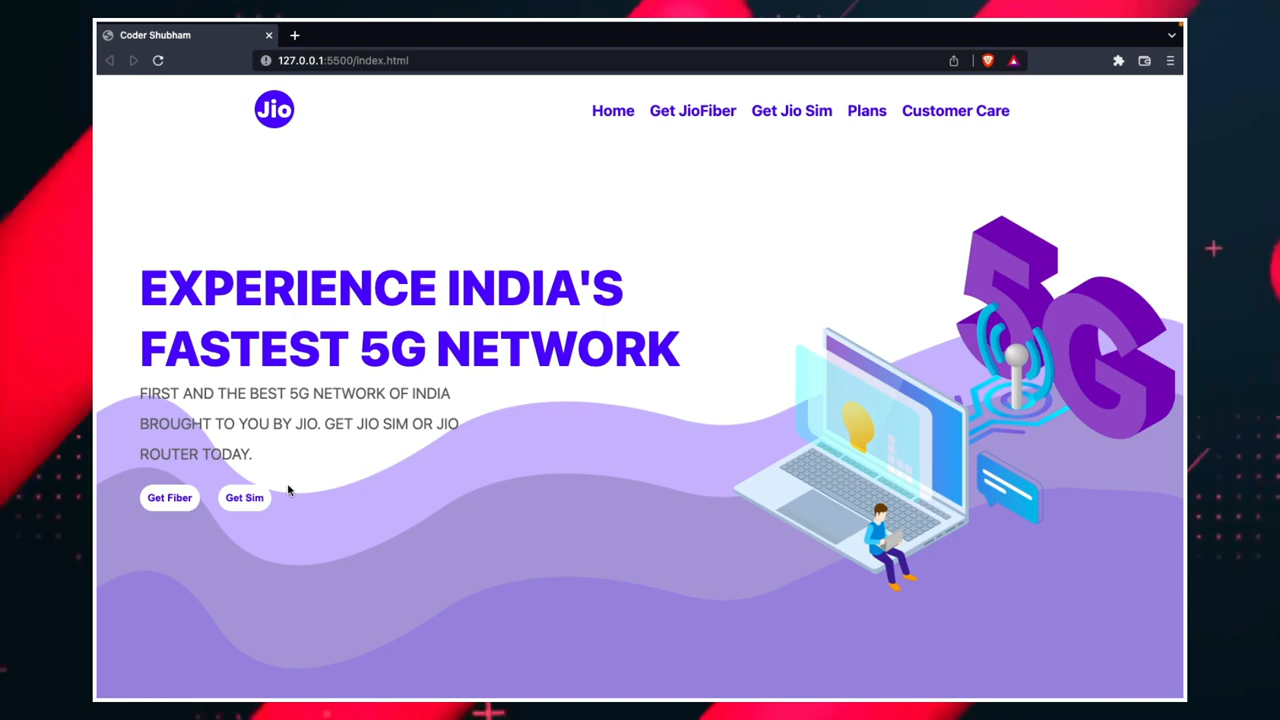 Coder Shubham
127.0.0.1:5500/index.html
Jio
Home Get JioFiber Get Jio Sim Plans Customer Care
EXPERIENCE INDIA'S
FASTEST 5G NETWORK
FIRST AND THE BEST 5G NETWORK OF INDIA
BROUGHT TO YOU BY JIO. GET JIO SIM OR JIO
ROUTER TODAY.
Get Fiber Get Sim
5G